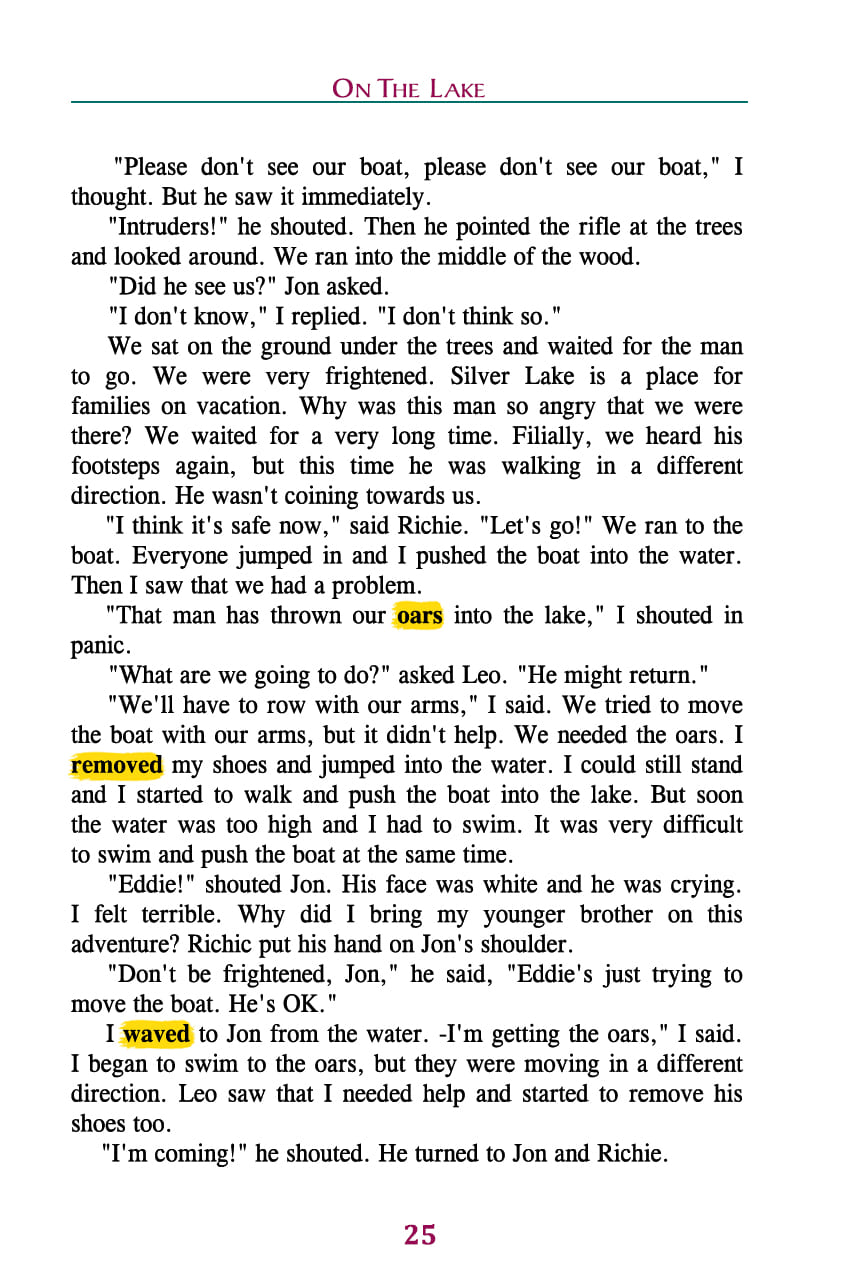 ON THE LAKE
"Please don't see our boat, please don't see our boat," I
thought. But he saw it immediately.
"Intruders!" he shouted. Then he pointed the rifle at the trees
and looked around. We ran into the middle of the wood.
"Did he see us?" Jon asked.
"I don't know," I replied. "I don't think so."
We sat on the ground under the trees and waited for the man
to go. We were very frightened. Silver Lake is a place for
families on vacation. Why was this man so angry that we were
there? We waited for a very long time. Filially, we heard his
footsteps again, but this time he was walking in a different
direction. He wasn't coining towards us.
"I think it's safe now," said Richie. "Let's go!" We ran to the
boat. Everyone jumped in and I pushed the boat into the water.
Then I saw that we had a problem.
"That man has thrown our oars into the lake," I shouted in
panic.
"What are we going to do?" asked Leo. "He might return."
"We'll have to row with our arms," I said. We tried to move
the boat with our arms, but it didn't help. We needed the oars. I
removed my shoes and jumped into the water. I could still stand
and I started to walk and push the boat into the lake. But soon
the water was too high and I had to swim. It was very difficult
to swim and push the boat at the same time.
"Eddie!" shouted Jon. His face was white and he was crying.
I felt terrible. Why did I bring my younger brother on this
adventure? Richic put his hand on Jon's shoulder.
"Don't be frightened, Jon," he said, "Eddie's just trying to
move the boat. He's OK."
I waved to Jon from the water. -I'm getting the oars," I said.
I began to swim to the oars, but they were moving in a different
direction. Leo saw that I needed help and started to remove his
shoes too.
"I'm coming!" he shouted. He turned to Jon and Richie.
25